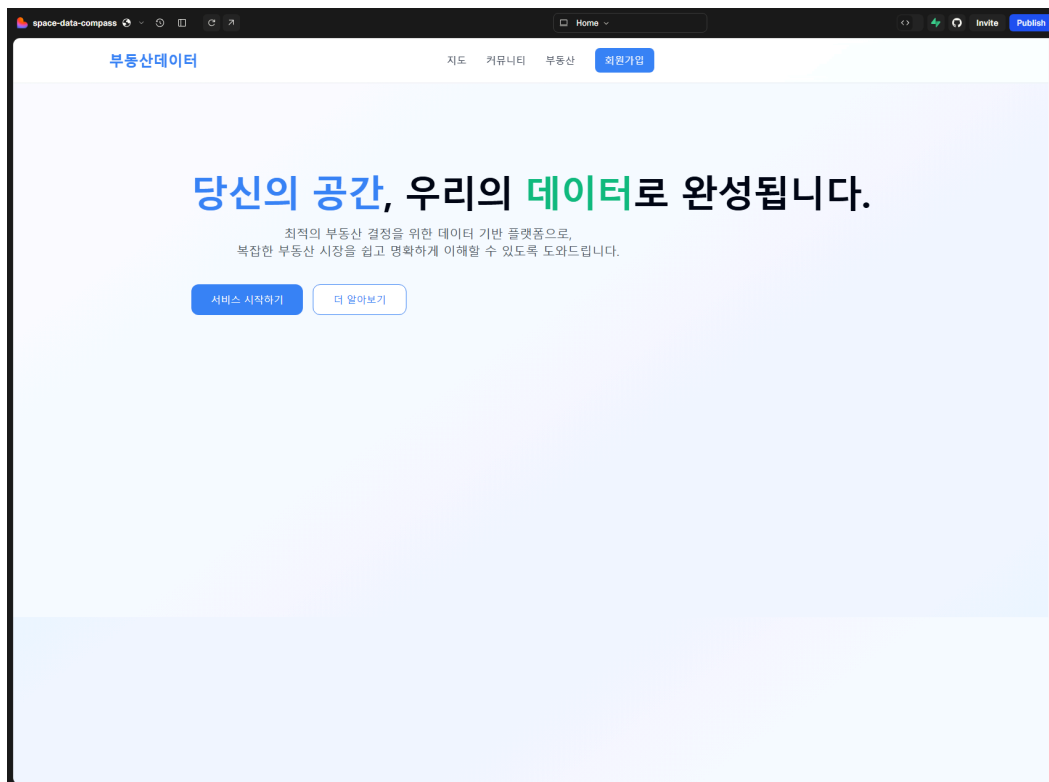 space-data-compass
Home
Invite
Publish
부동산데이터
지도
커뮤니티
부동산
회원가입
당신의 공간, 우리의 데이터로 완성됩니다.
최적의 부동산 결정을 위한 데이터 기반 플랫폼으로,
복잡한 부동산 시장을 쉽고 명확하게 이해할 수 있도록 도와드립니다.
서비스 시작하기
더 알아보기